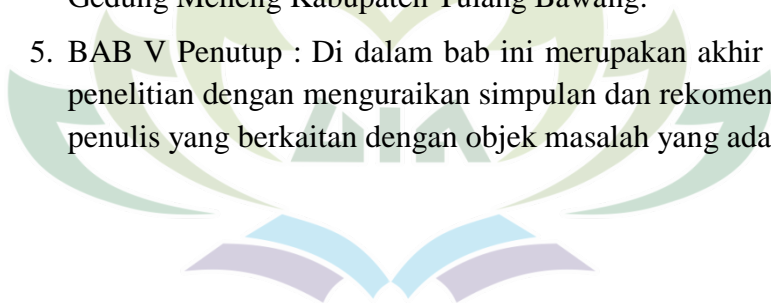 Gedung Meneng Kabupaten Tulang Bawang.
5. BAB V Penutup : Di dalam bab ini merupakan akhir
penelitian dengan menguraikan simpulan dan rekomen
penulis yang berkaitan dengan objek masalah yang ada